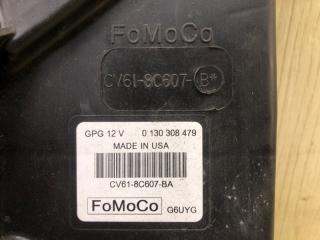 FoMoCo
CV61-8C607-B*
GPG 12 V 0 130 308 479
MADE IN USA
CV61-8C607-BA
FoMoCo G6UYG